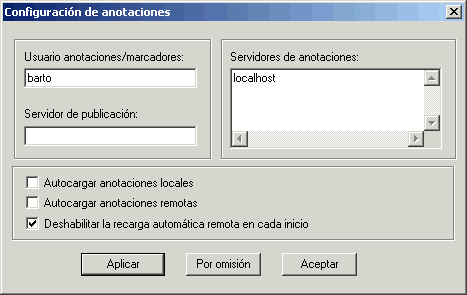 Configuración de anotaciones
Usuario anotaciones/marcadores:
barto
Servidor de publicación:
Servidores de anotaciones:
localhost
Autocargar anotaciones locales
Autocargar anotaciones remotas
Deshabilitar la recarga automática remota en cada inicio
Aplicar
Por omisión
Aceptar